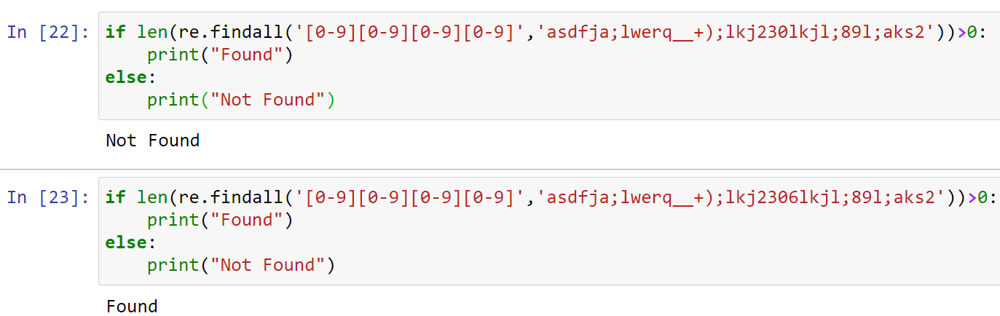 In [22]: if len(re.findall('[0-9][0-9][0-9][0-9]','asdfja;lwerq__+);lkj230lkjl;89l;aks2'))>0:
    print("Found")
else:
    print("Not Found")
Not Found
In [23]: if len(re.findall('[0-9][0-9][0-9][0-9]','asdfja;lwerq__+);lkj2306lkjl;89l;aks2'))>0:
    print("Found")
else:
    print("Not Found")
Found